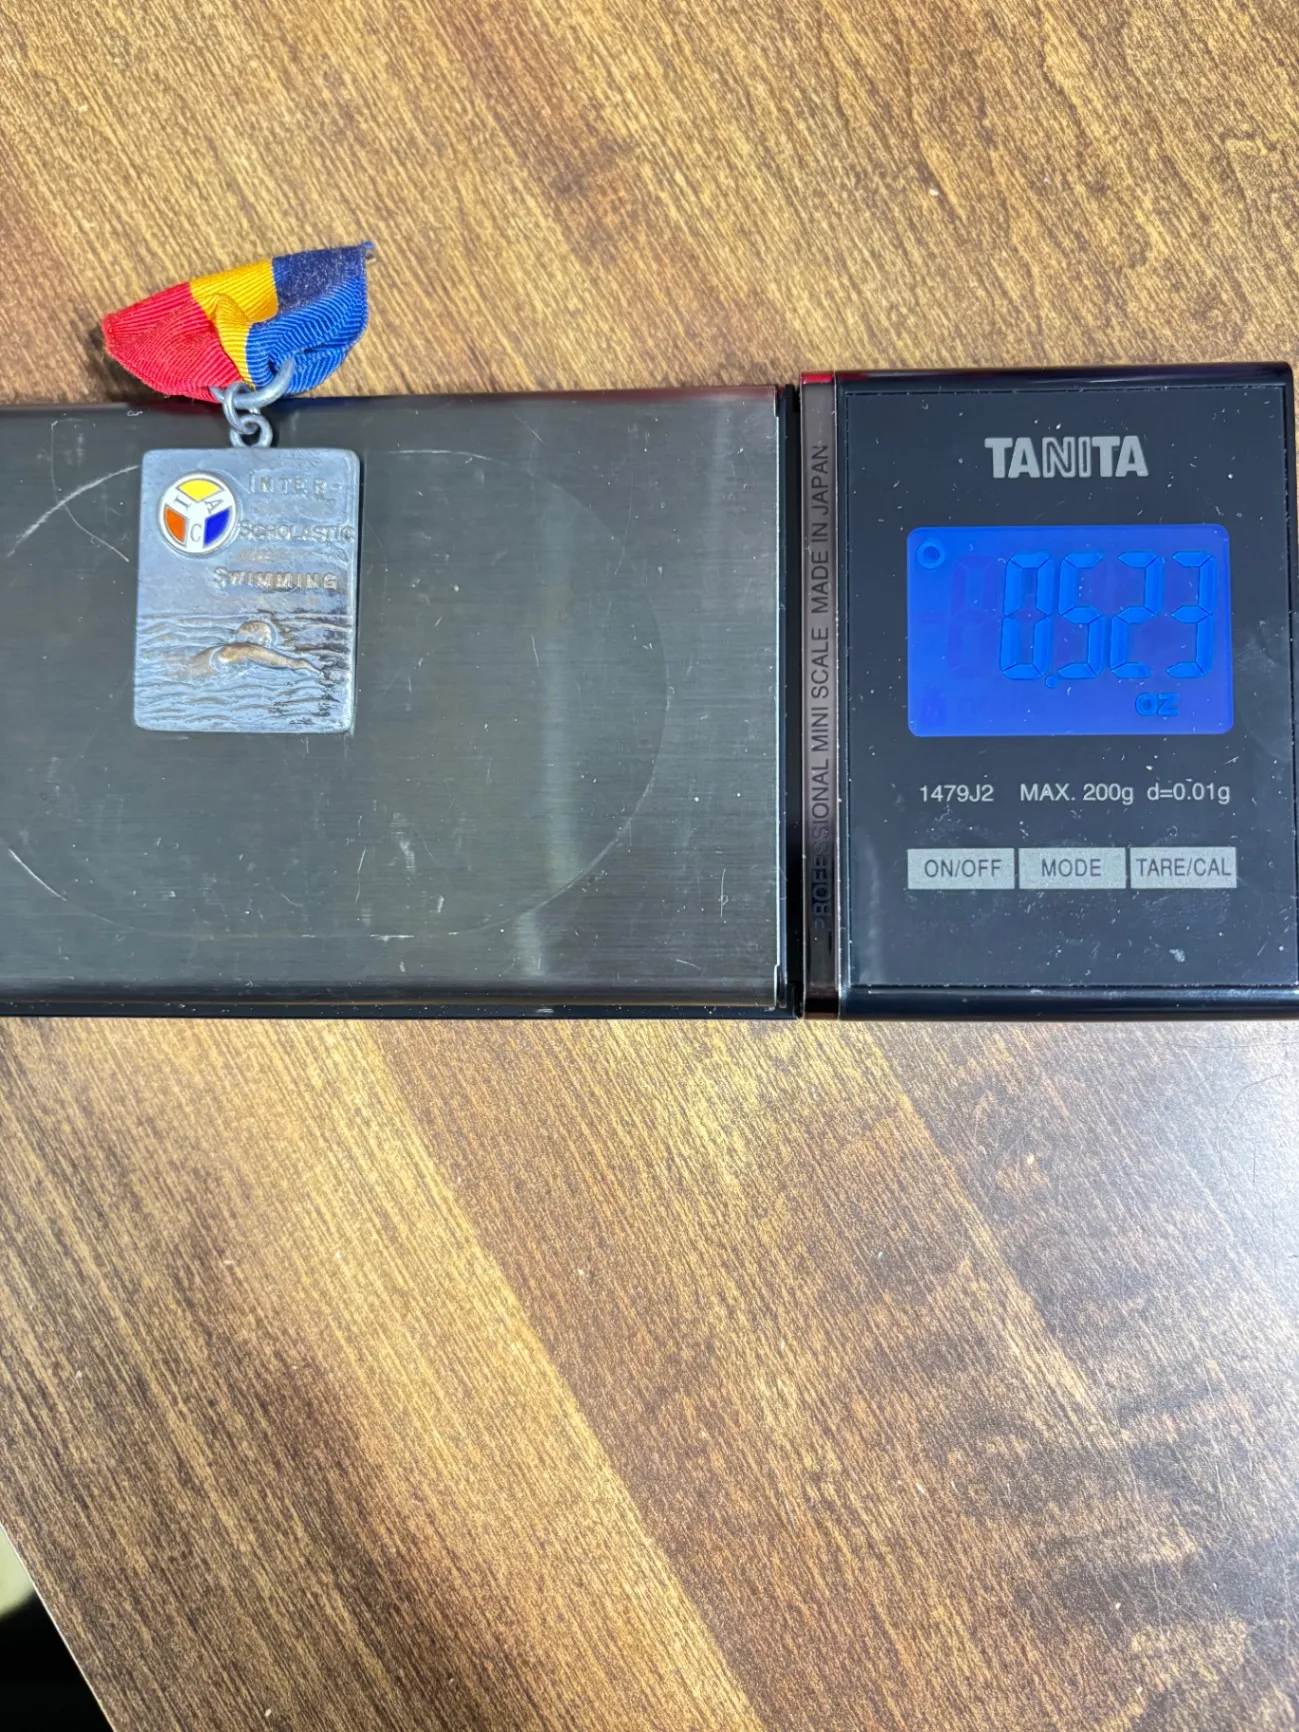 INTER-
SCHOLASTIC
SWIMMING
I A C
TANITA
0.523
oz
1479J2 MAX. 200g d=0.01g
ON/OFF MODE TARE/CAL
PROFESSIONAL MINI SCALE MADE IN JAPAN